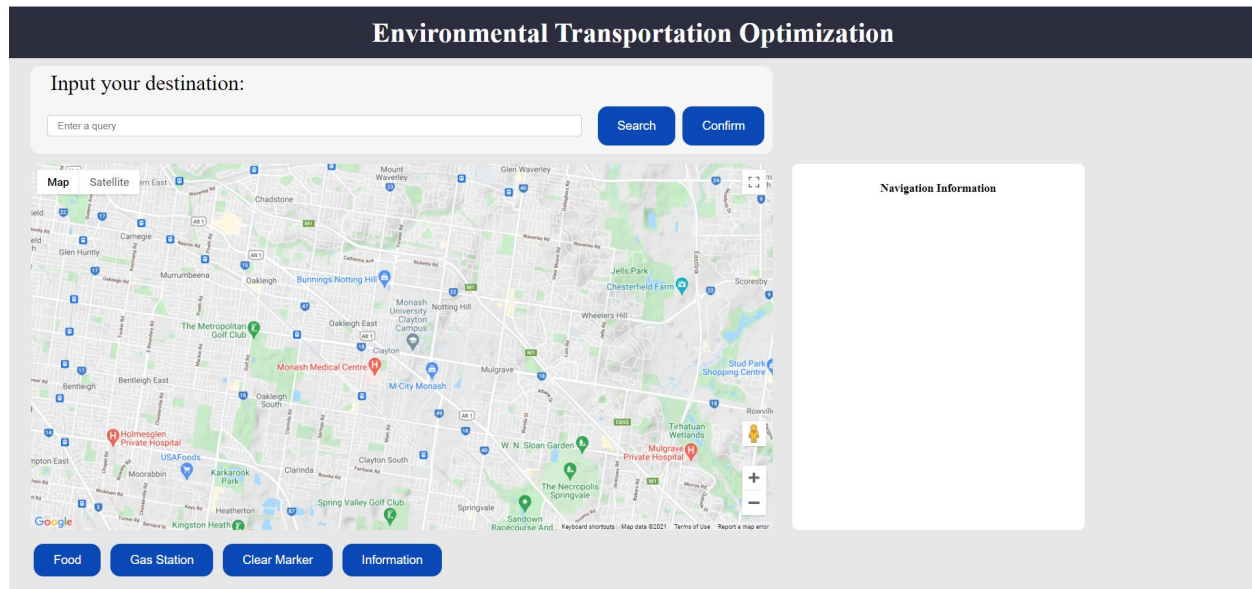 Environmental Transportation Optimization
Input your destination:
Enter a query
Search
Confirm
Map
Satellite
Mount
Waverley
Glen Waverley
Chadstone
Carnegie
Glen Huntly
Murrumbeena
Oakleigh
Bunnings Notting Hill
Jells Park
Chesterfield Farm
Scoresby
Monash
University
Clayton
Campus
Notting Hill
Wheelers Hill
The Metropolitan
Golf Club
Oakleigh East
Clayton
Monash Medical Centre
M-City Monash
Mulgrave
Stud Park
Shopping Centre
Bentleigh
Bentleigh East
Oakleigh
South
Holmesglen
Private Hospital
W. N. Sloan Garden
Tirhatuan
Wetlands
Mulgrave
Private Hospital
USAFoods
Moorabbin
Karkarook
Park
Clarinda
Clayton South
The Necropolis
Springvale
Heatherton
Spring Valley Golf Club
Springvale
Sandown
Racecourse And
Kingston Heath
Google
Keyboard shortcuts
Map data ©2021
Terms of Use
Report a map error
Navigation Information
Food
Gas Station
Clear Marker
Information